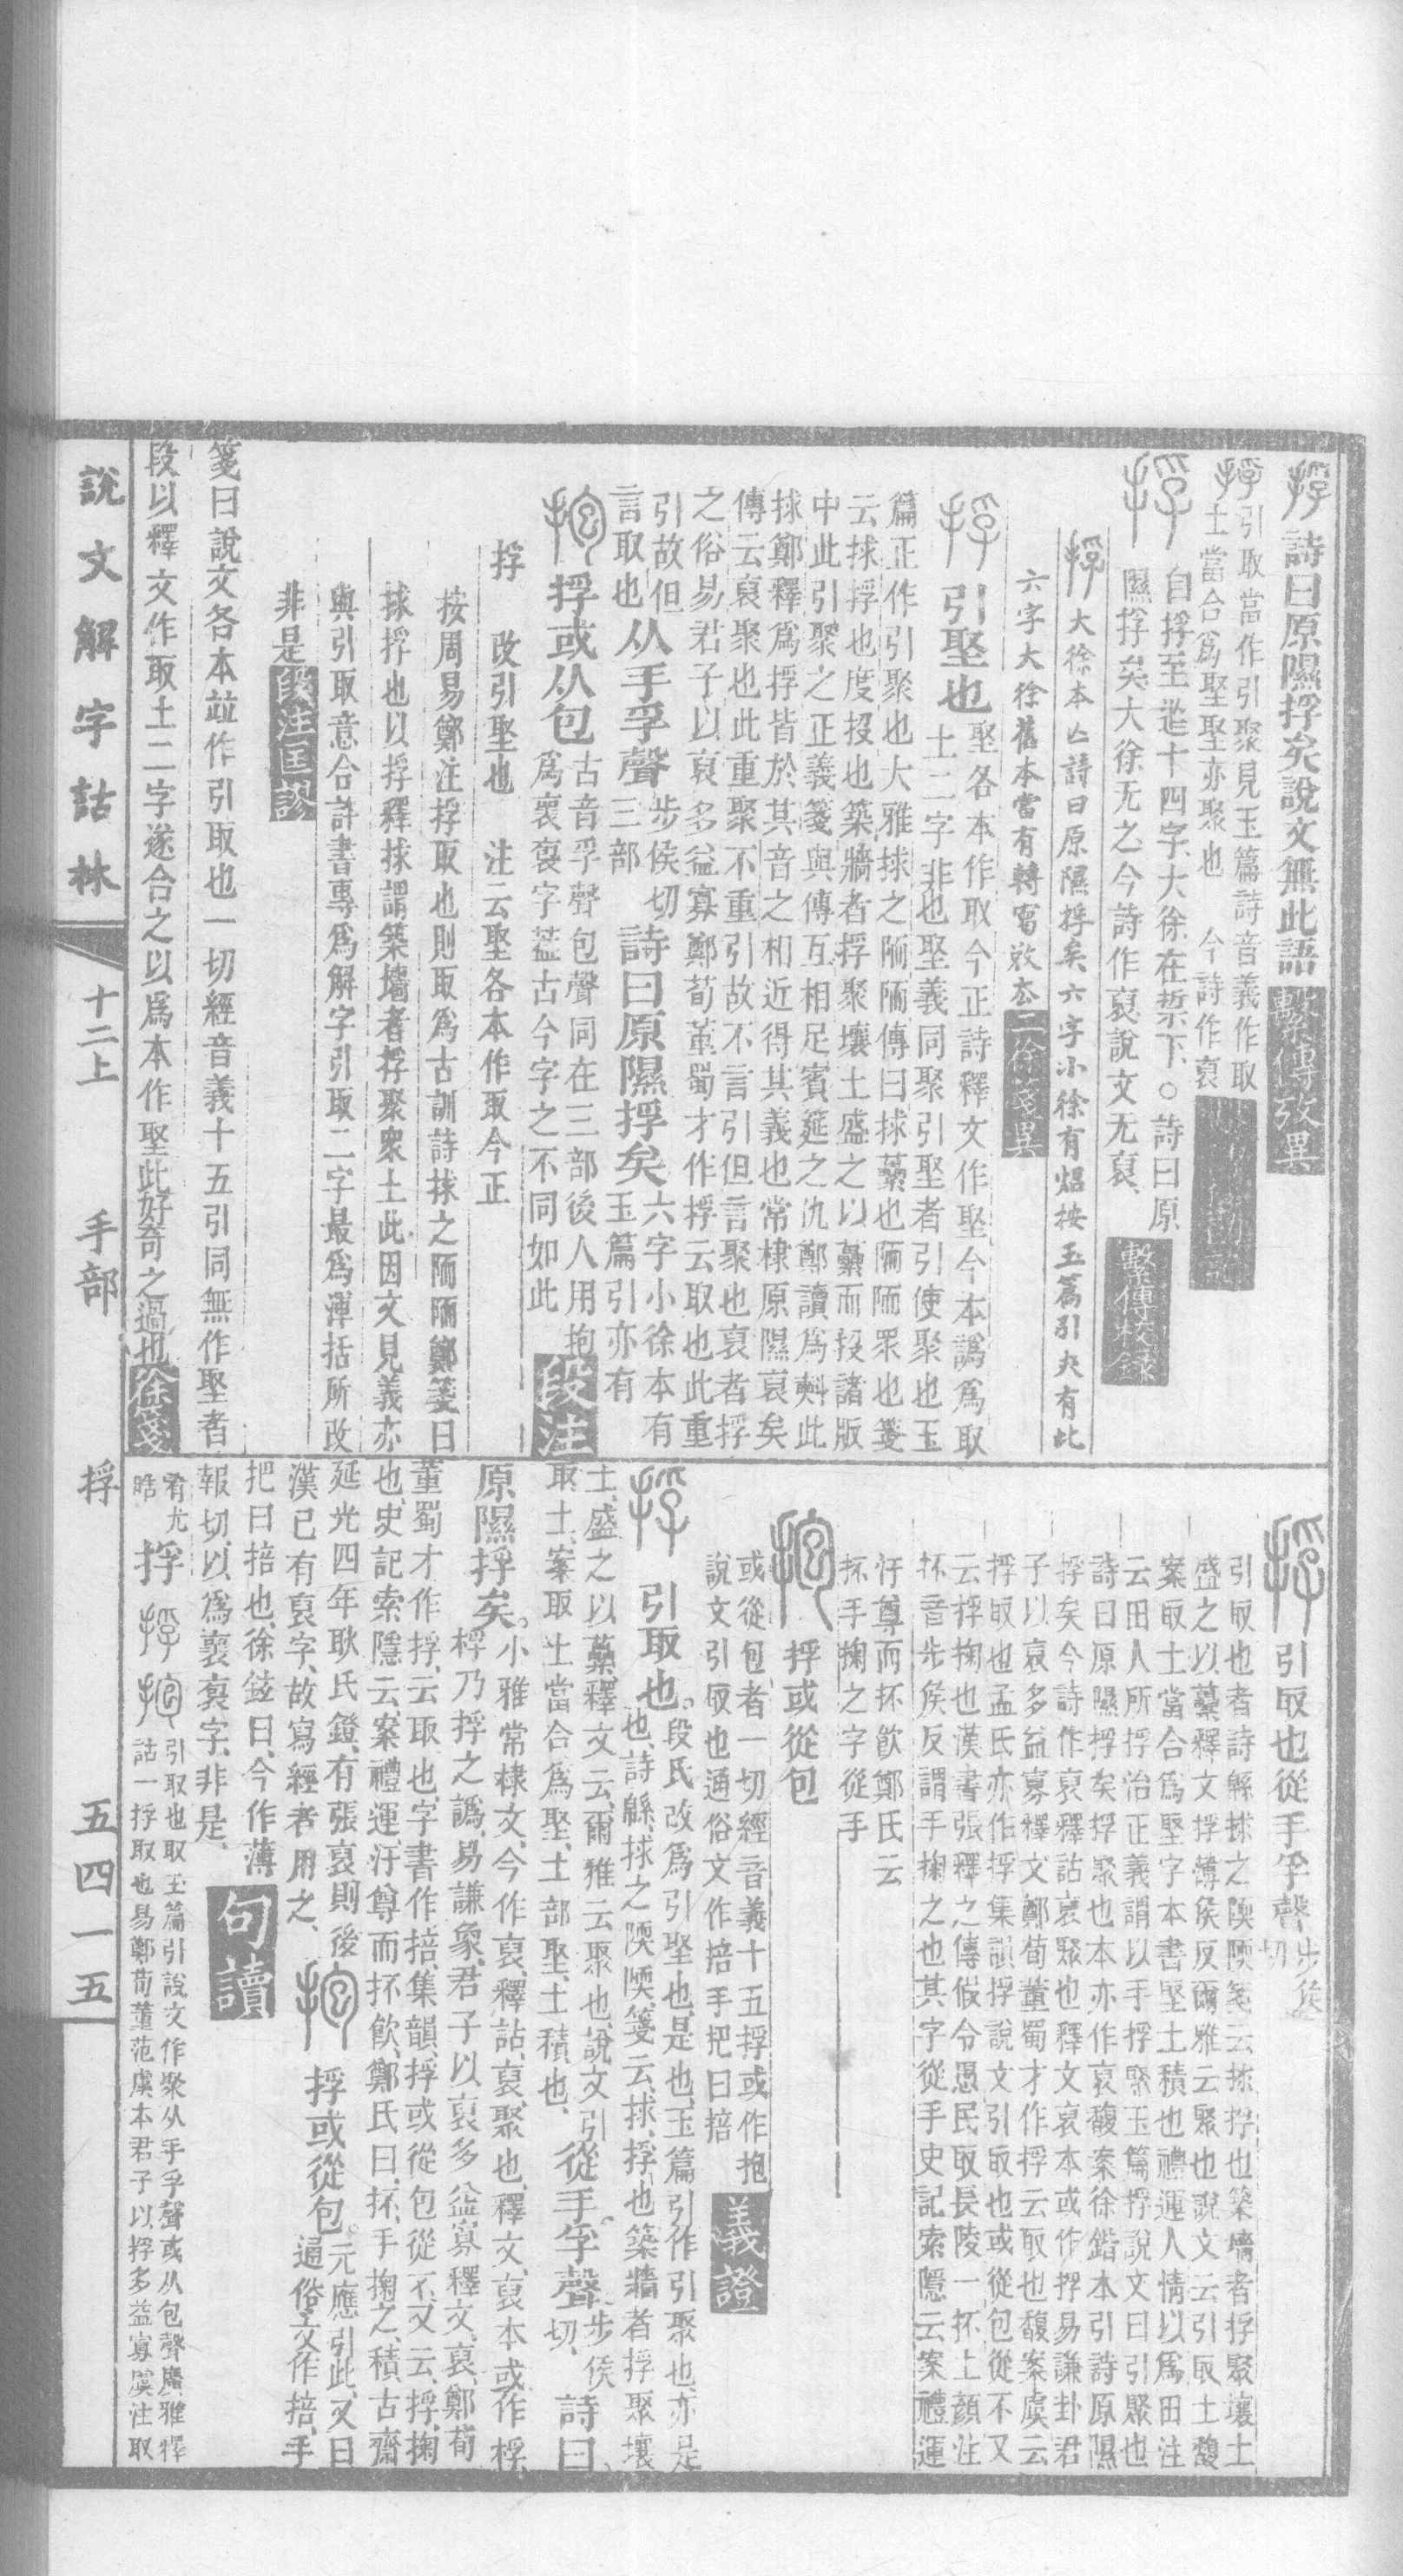 捊詩曰原隰捊矣說文無此語繫傳攷異
捊引取當作引聚見玉篇詩音義作取
土當合爲堅堅亦聚也 今詩作裒
捊自捊至逰十四字大徐在挻下○詩曰原
隰捊矣大徐无之今詩作裒說文无裒繫傳校錄
捊大徐本亾詩曰原隰捊矣六字小徐有焻按玉篇引夾有此
六字大徐舊本當有轉寫敚厺二徐箋異
捊引堅也堅各本作取今正詩釋文作堅今本譌爲取
土二字非也堅義同聚引堅者引使聚也玉
篇正作引聚也大雅捄之陾陾傳曰捄虆也陾陾眾也箋
云捄捊也度投也築牆者捊聚壤土盛之以虆而投諸版
中此引聚之正義箋與傳互相足賓筵之仇鄭讀爲㪺此
捄鄭釋爲捊皆於其音之相近得其義也常棣原隰裒矣
傳云裒聚也此重聚不重引故不言引但言聚也裒者捊
之俗易君子以裒多益寡鄭荀董蜀才作捊云取也此重
引故但言取也从手孚聲步侯切三部詩曰原隰捊矣六字小徐本有
玉篇引亦有
抱捊或从包古音孚聲包聲同在三部後人用抱
爲褱袌字葢古今字之不同如此段注
捊 改引堅也 注云堅各本作取今正
按周易鄭注捊取也則取爲古訓詩捄之陾陾鄭箋曰
捄捊也以捊釋捄謂築墻者捊聚衆土此因文見義亦
與引取意合許書專爲解字引取二字最爲渾括所改
非是段注匡謬
箋曰說文各本竝作引取也一切經音義十五引同無作堅者
段以釋文作取土二字遂合之以爲本作堅此好奇之過也徐箋
捊引取也從手孚聲步侯切
引取也者詩緜捄之陾陾箋云捄捊也築墻者捊聚壤土
盛之以虆釋文捊薄侯反爾雅云聚也說文云引取土馥
案取土當合爲堅字本書堅土積也禮運人情以爲田注
云田人所捊治正義謂以手捊聚玉篇捊說文曰引聚也
詩曰原隰捊矣捊聚也本亦作裒馥案徐鍇本引詩原隰
捊矣今詩作裒釋詁裒聚也釋文裒本或作捊易謙卦君
子以裒多益寡釋文鄭荀董蜀才作捊云取也馥案虞云
捊取也孟氏亦作捊集韻捊說文引取也或從包從不又
云捊掬也漢書張釋之傳假令愚民取長陵一抔土顏注
抔音步侯反謂手掬之也其字從手史記索隱云案禮運
汙尊而抔飮鄭氏云
抔手掬之字從手
抱捊或從包
或從包者一切經音義十五捊或作抱
說文引取也通俗文作掊手把曰掊義證
捊引取也。段氏改爲引堅也是也玉篇引作引聚也亦是
也詩緜捄之陾陾箋云捄捊也築牆者捊聚壤
土盛之以虆釋文云爾雅云聚也說文引
取土案取土當合爲堅土部堅土積也從手孚聲。步侯切詩曰
原隰捊矣。小雅常棣文今作裒釋詁裒聚也釋文裒本或作捊
桴乃捊之譌易謙象君子以裒多益寡釋文裒鄭荀
董蜀才作捊云取也字書作掊集韻捊或從包從不又云捊掬
也史記索隱云案禮運汙尊而抔飮鄭氏曰抔手掬之積古齋
延光四年耿氏鐙有張裒則後
漢已有裒字故寫經者用之抱捊或從包。元應引此又曰
通俗文作掊手
把曰掊也徐鉉曰今作薄
報切以爲褱袌字非是句讀
有尤
晧捊捊抱引取也取玉篇引說文作聚从手孚聲或从包聲廣雅釋
詁一捊取也易鄭荀董范虞本君子以捊多益寡虞注取
說文解字詁林 十二上 手部 捊 五四一五